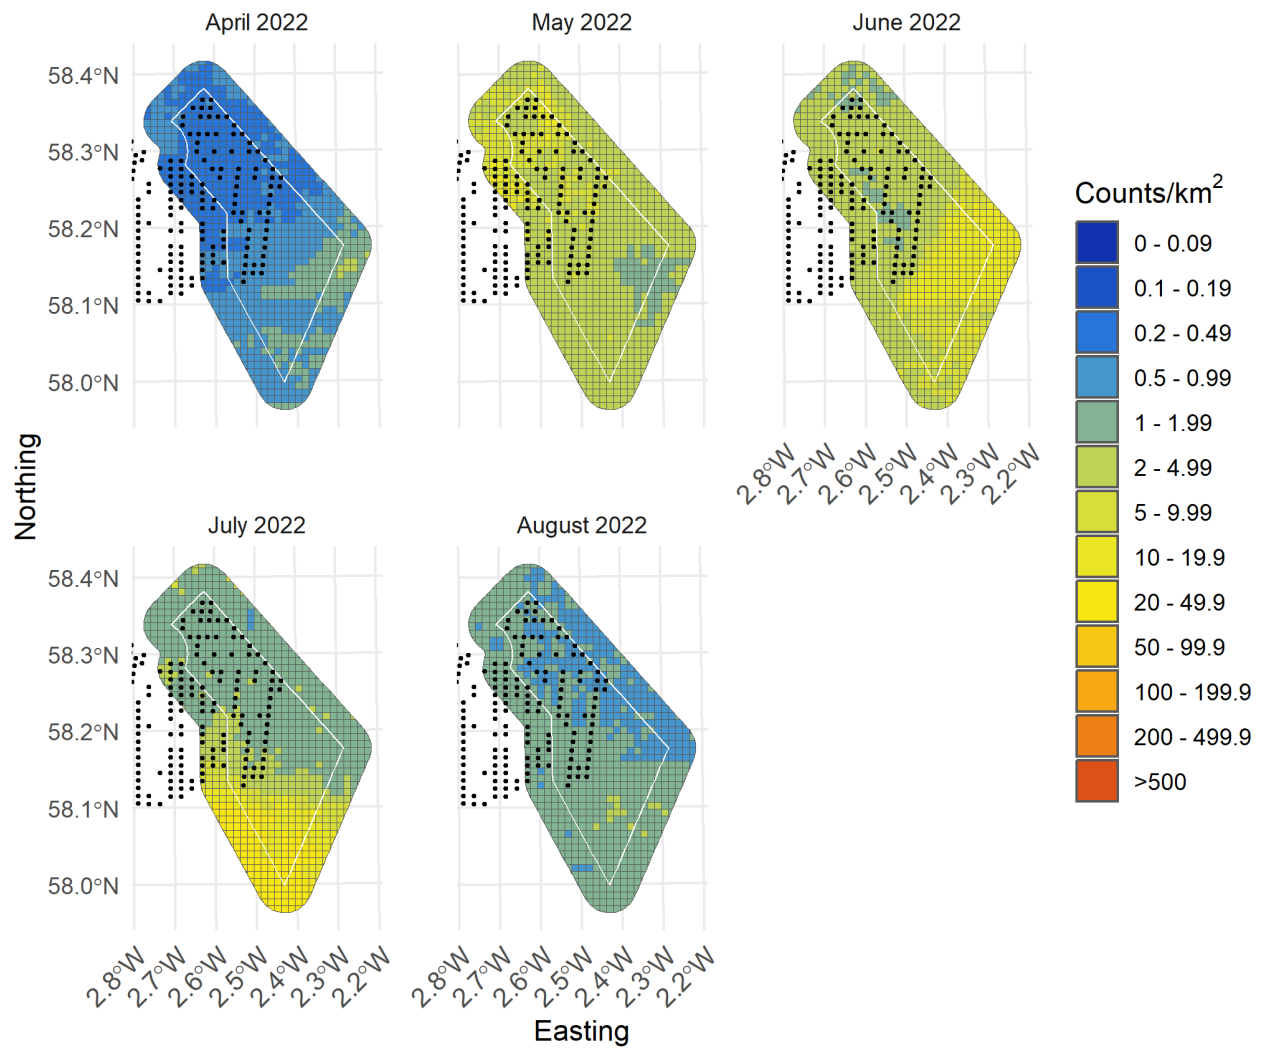 April 2022
May 2022
June 2022
58.4°N
58.3°N
58.2°N
58.1°N
58.0°N
2.8°W
2.7°W
2.6°W
2.5°W
2.4°W
2.3°W
2.2°W
Northing
July 2022
August 2022
58.4°N
58.3°N
58.2°N
58.1°N
58.0°N
2.8°W
2.7°W
2.6°W
2.5°W
2.4°W
2.3°W
2.2°W
2.8°W
2.7°W
2.6°W
2.5°W
2.4°W
2.3°W
2.2°W
Easting
Counts/km²
0 - 0.09
0.1 - 0.19
0.2 - 0.49
0.5 - 0.99
1 - 1.99
2 - 4.99
5 - 9.99
10 - 19.9
20 - 49.9
50 - 99.9
100 - 199.9
200 - 499.9
>500